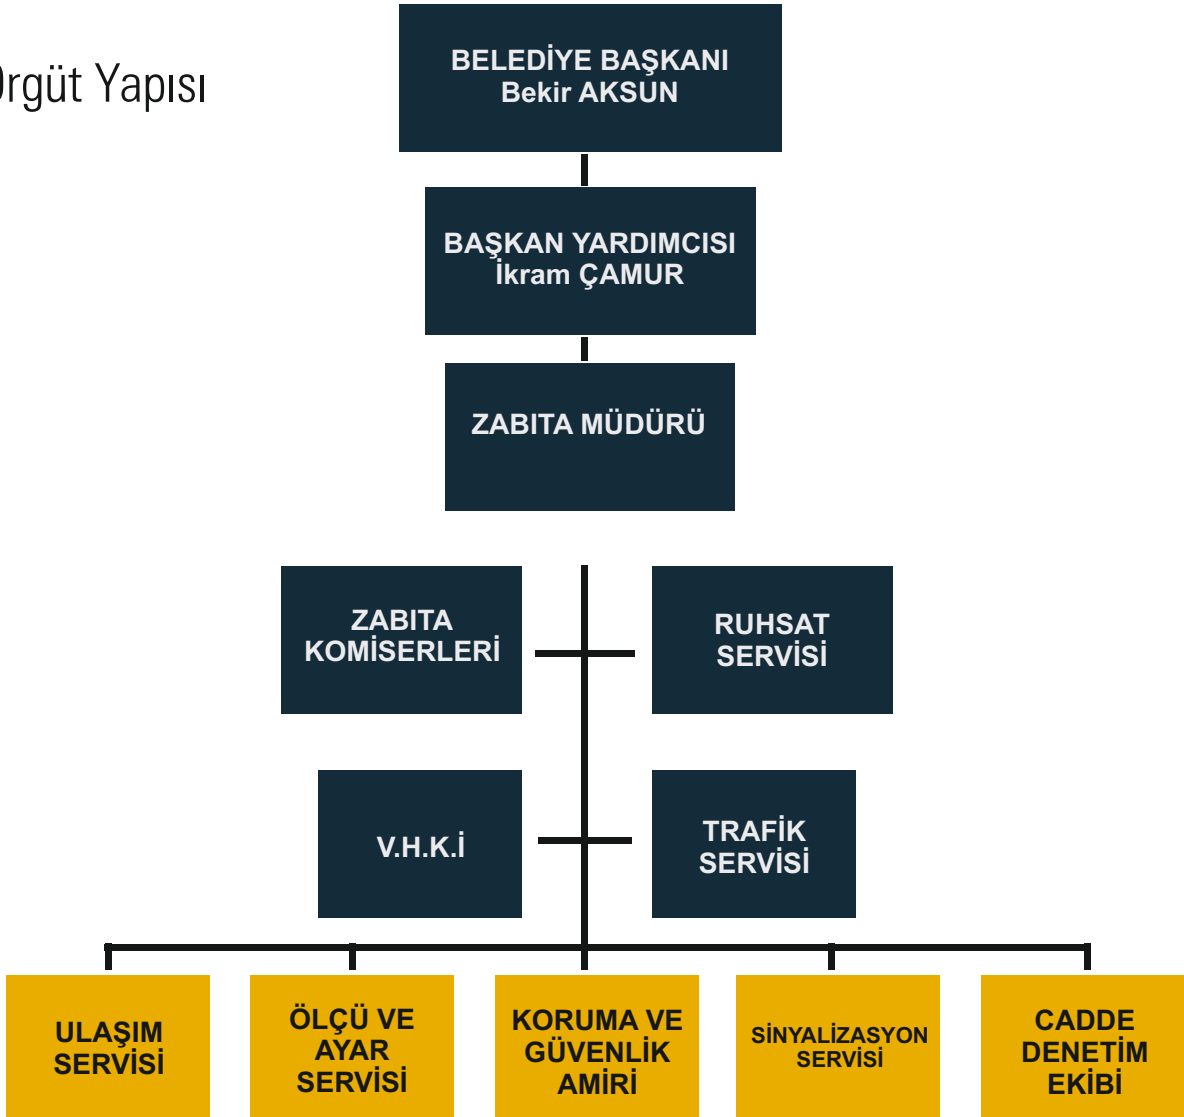 Örgüt Yapısı
BELEDİYE BAŞKANI
Bekir AKSUN
BAŞKAN YARDIMCISI
İkram ÇAMUR
ZABITA MÜDÜRÜ
ZABITA
KOMİSERLERİ
RUHSAT
SERVİSİ
V.H.K.İ
TRAFİK
SERVİSİ
ULAŞIM
SERVİSİ
ÖLÇÜ VE
AYAR
SERVİSİ
KORUMA VE
GÜVENLİK
AMİRİ
SİNYALİZASYON
SERVİSİ
CADDE
DENETİM
EKİBİ